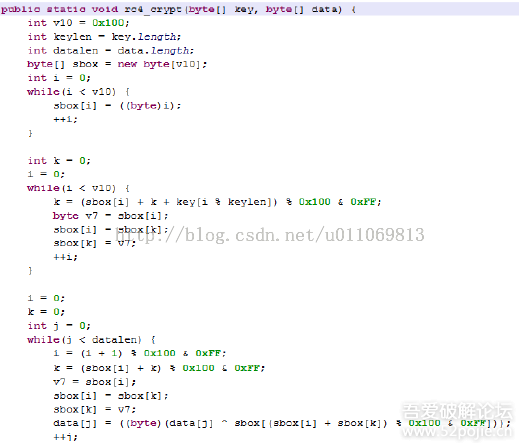 public static void rc4_crypt(byte[] key, byte[] data) {
int v10 = 0x100;
int keylen = key.length;
int datalen = data.length;
byte[] sbox = new byte[v10];
int i = 0;
while(i < v10) {
sbox[i] = ((byte)i);
++i;
}
int k = 0;
i = 0;
while(i < v10) {
k = (sbox[i] + k + key[i % keylen]) % 0x100 & 0xFF;
byte v7 = sbox[i];
sbox[i] = sbox[k];
http://blog.csdn.net/u011069813
sbox[k] = v7;
++i;
}
i = 0;
k = 0;
int j = 0;
while(j < datalen) {
i = (i + 1) % 0x100 & 0xFF;
k = (sbox[i] + k) % 0x100 & 0xFF;
v7 = sbox[i];
sbox[i] = sbox[k];
sbox[k] = v7;
data[j] = ((byte)(data[j] ^ sbox[(sbox[i] + sbox[k]) % 0x100 & 0xFF]));
++j;
吾爱破解论坛
www.52pojie.cn